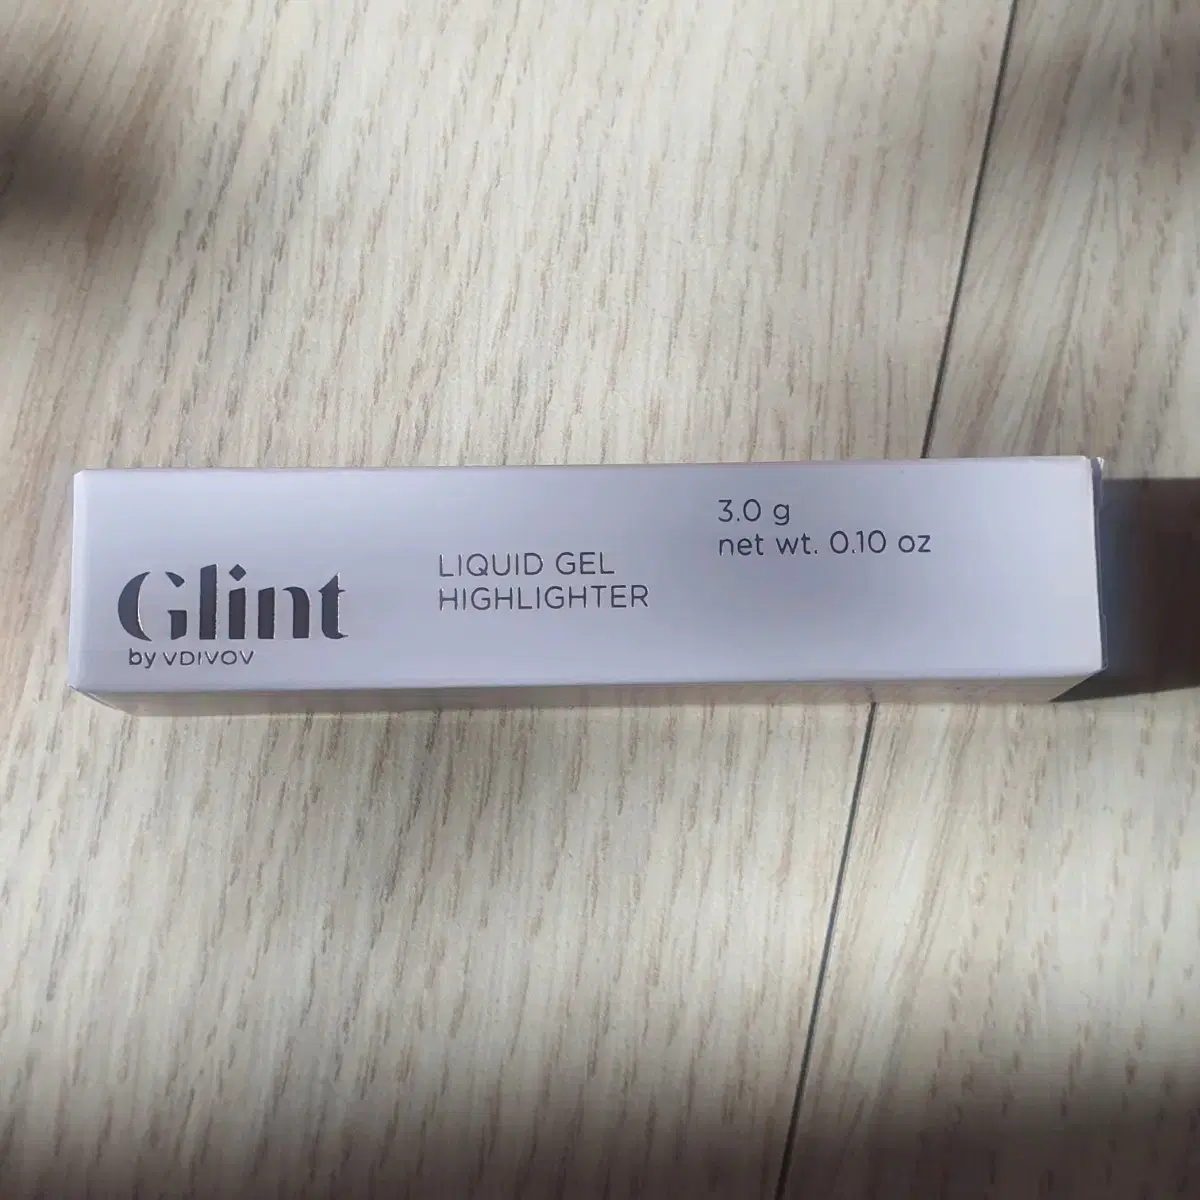 Glint
by VDIVOV
LIQUID GEL
HIGHLIGHTER
3.0 g
net wt. 0.10 oz